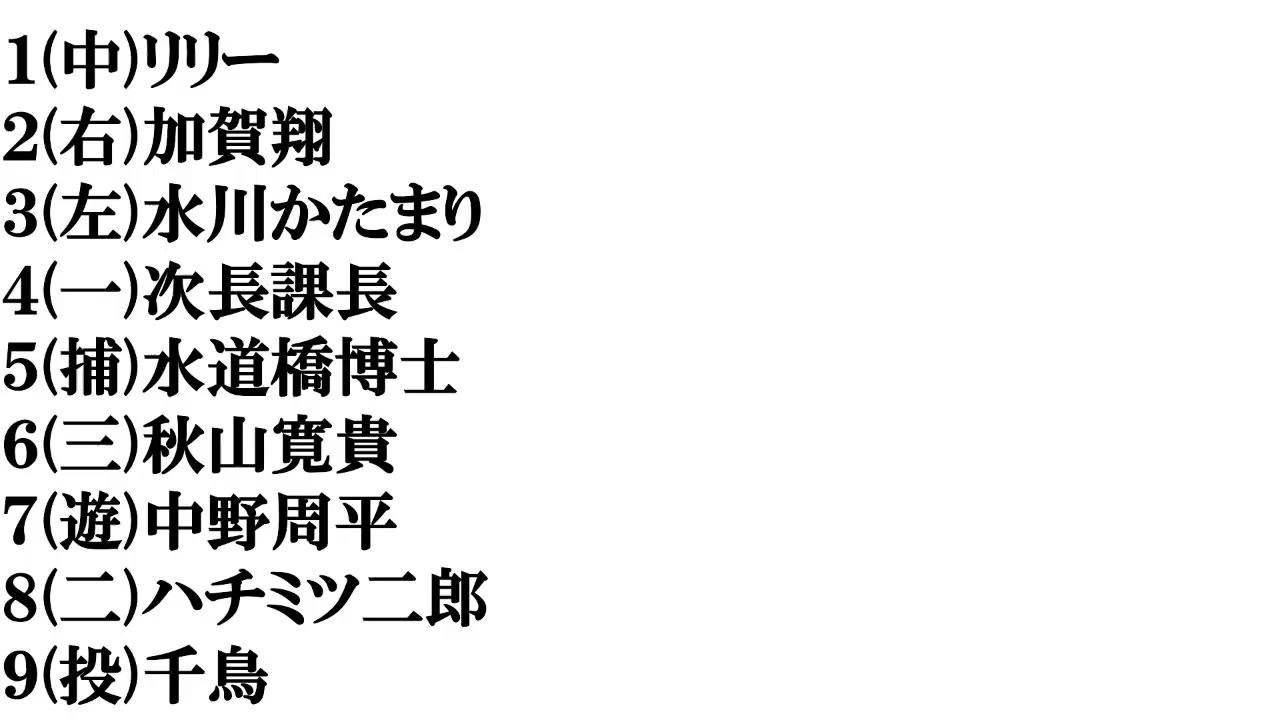 1(中)リリー
2(右)加賀翔
3(左)水川かたまり
4(一)次長課長
5(捕)水道橋博士
6(三)秋山寛貴
7(遊)中野周平
8(二)ハチミツ二郎
9(投)千鳥